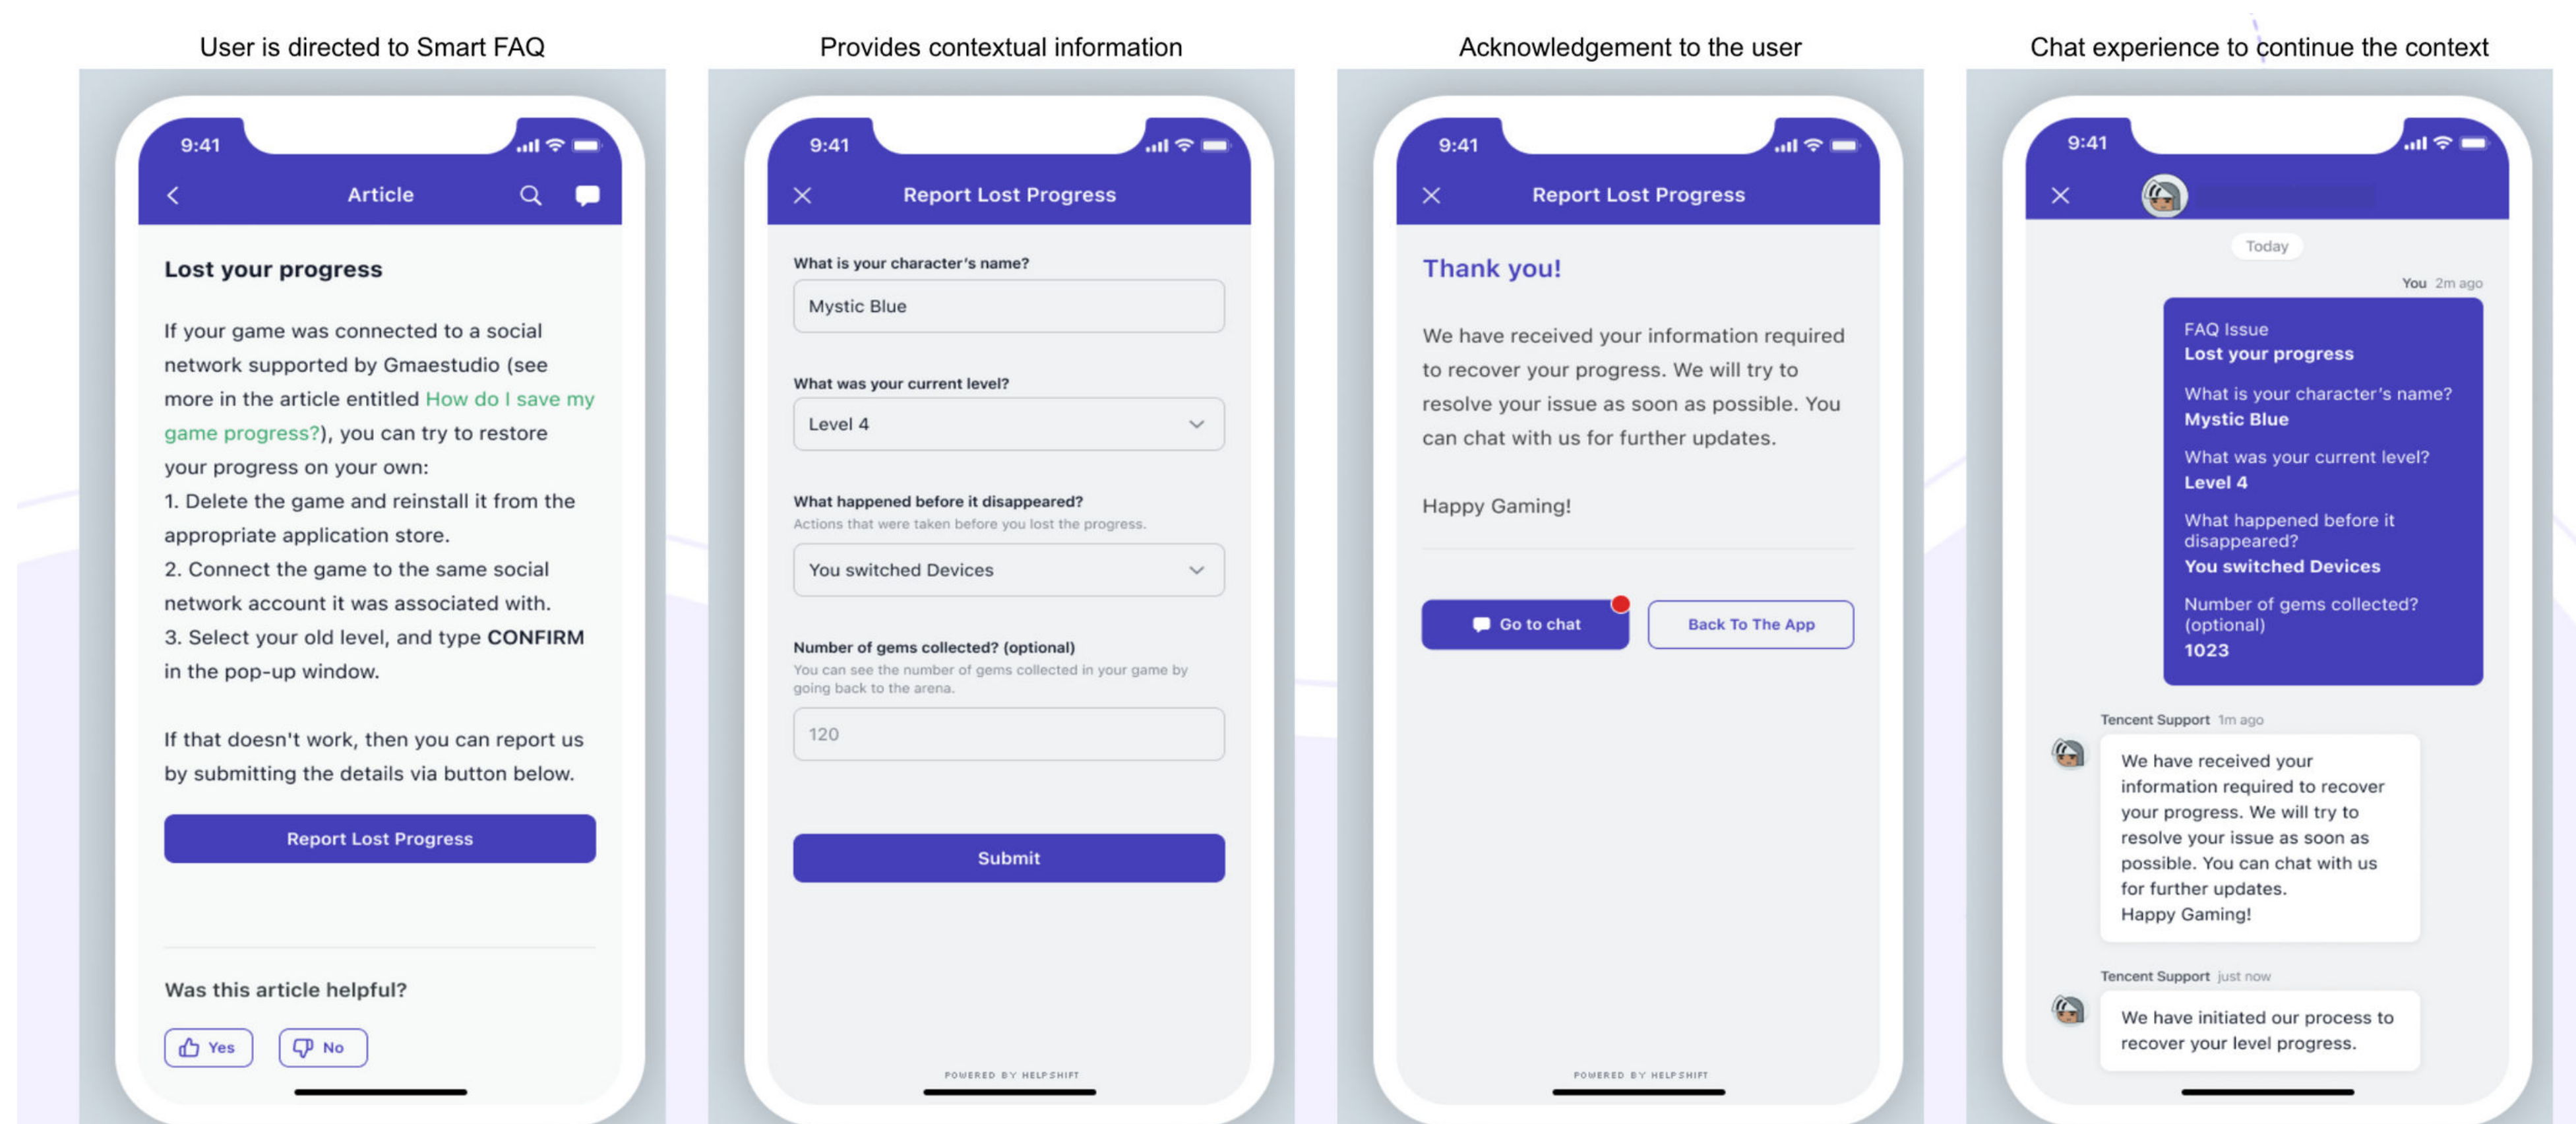 User is directed to Smart FAQ
9:41
Article
Lost your progress
If your game was connected to a social
network supported by Gmaestudio (see
more in the article entitled How do I save my
game progress?), you can try to restore
your progress on your own:
1. Delete the game and reinstall it from the
appropriate application store.
2. Connect the game to the same social
network account it was associated with.
3. Select your old level, and type CONFIRM
in the pop-up window.
If that doesn't work, then you can report us
by submitting the details via button below.
Report Lost Progress
Was this article helpful?
Yes
No
Provides contextual information
9:41
Report Lost Progress
What is your character's name?
Mystic Blue
What was your current level?
Level 4
What happened before it disappeared?
Actions that were taken before you lost the progress.
You switched Devices
Number of gems collected? (optional)
You can see the number of gems collected in your game by
going back to the arena.
120
Submit
POWERED BY HELPSHIFT
Acknowledgement to the user
9:41
Report Lost Progress
Thank you!
We have received your information required
to recover your progress. We will try to
resolve your issue as soon as possible. You
can chat with us for further updates.
Happy Gaming!
Go to chat
Back To The App
POWERED BY HELPSHIFT
Chat experience to continue the context
9:41
Today
You 2m ago
FAQ Issue
Lost your progress
What is your character's name?
Mystic Blue
What was your current level?
Level 4
What happened before it
disappeared?
You switched Devices
Number of gems collected?
(optional)
1023
Tencent Support 1m ago
We have received your
information required to recover
your progress. We will try to
resolve your issue as soon as
possible. You can chat with us
for further updates.
Happy Gaming!
Tencent Support just now
We have initiated our process to
recover your level progress.